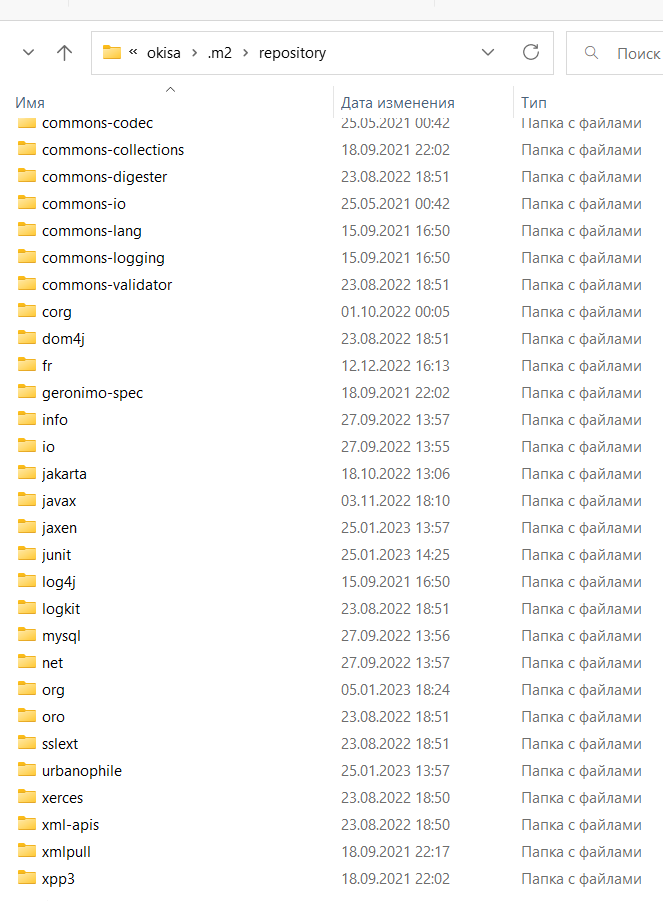 « okisa > .m2 > repository
Поиск
Имя Дата изменения Тип
commons-codec 25.05.2021 00:42 Папка с файлами
commons-collections 18.09.2021 22:02 Папка с файлами
commons-digester 23.08.2022 18:51 Папка с файлами
commons-io 25.05.2021 00:42 Папка с файлами
commons-lang 15.09.2021 16:50 Папка с файлами
commons-logging 15.09.2021 16:50 Папка с файлами
commons-validator 23.08.2022 18:51 Папка с файлами
corg 01.10.2022 00:05 Папка с файлами
dom4j 23.08.2022 18:51 Папка с файлами
fr 12.12.2022 16:13 Папка с файлами
geronimo-spec 18.09.2021 22:02 Папка с файлами
info 27.09.2022 13:57 Папка с файлами
io 27.09.2022 13:55 Папка с файлами
jakarta 18.10.2022 13:06 Папка с файлами
javax 03.11.2022 18:10 Папка с файлами
jaxen 25.01.2023 13:57 Папка с файлами
junit 25.01.2023 14:25 Папка с файлами
log4j 15.09.2021 16:50 Папка с файлами
logkit 23.08.2022 18:51 Папка с файлами
mysql 27.09.2022 13:56 Папка с файлами
net 27.09.2022 13:57 Папка с файлами
org 05.01.2023 18:24 Папка с файлами
oro 23.08.2022 18:51 Папка с файлами
sslext 23.08.2022 18:51 Папка с файлами
urbanophile 25.01.2023 13:57 Папка с файлами
xerces 23.08.2022 18:50 Папка с файлами
xml-apis 23.08.2022 18:50 Папка с файлами
xmlpull 18.09.2021 22:17 Папка с файлами
xpp3 18.09.2021 22:02 Папка с файлами